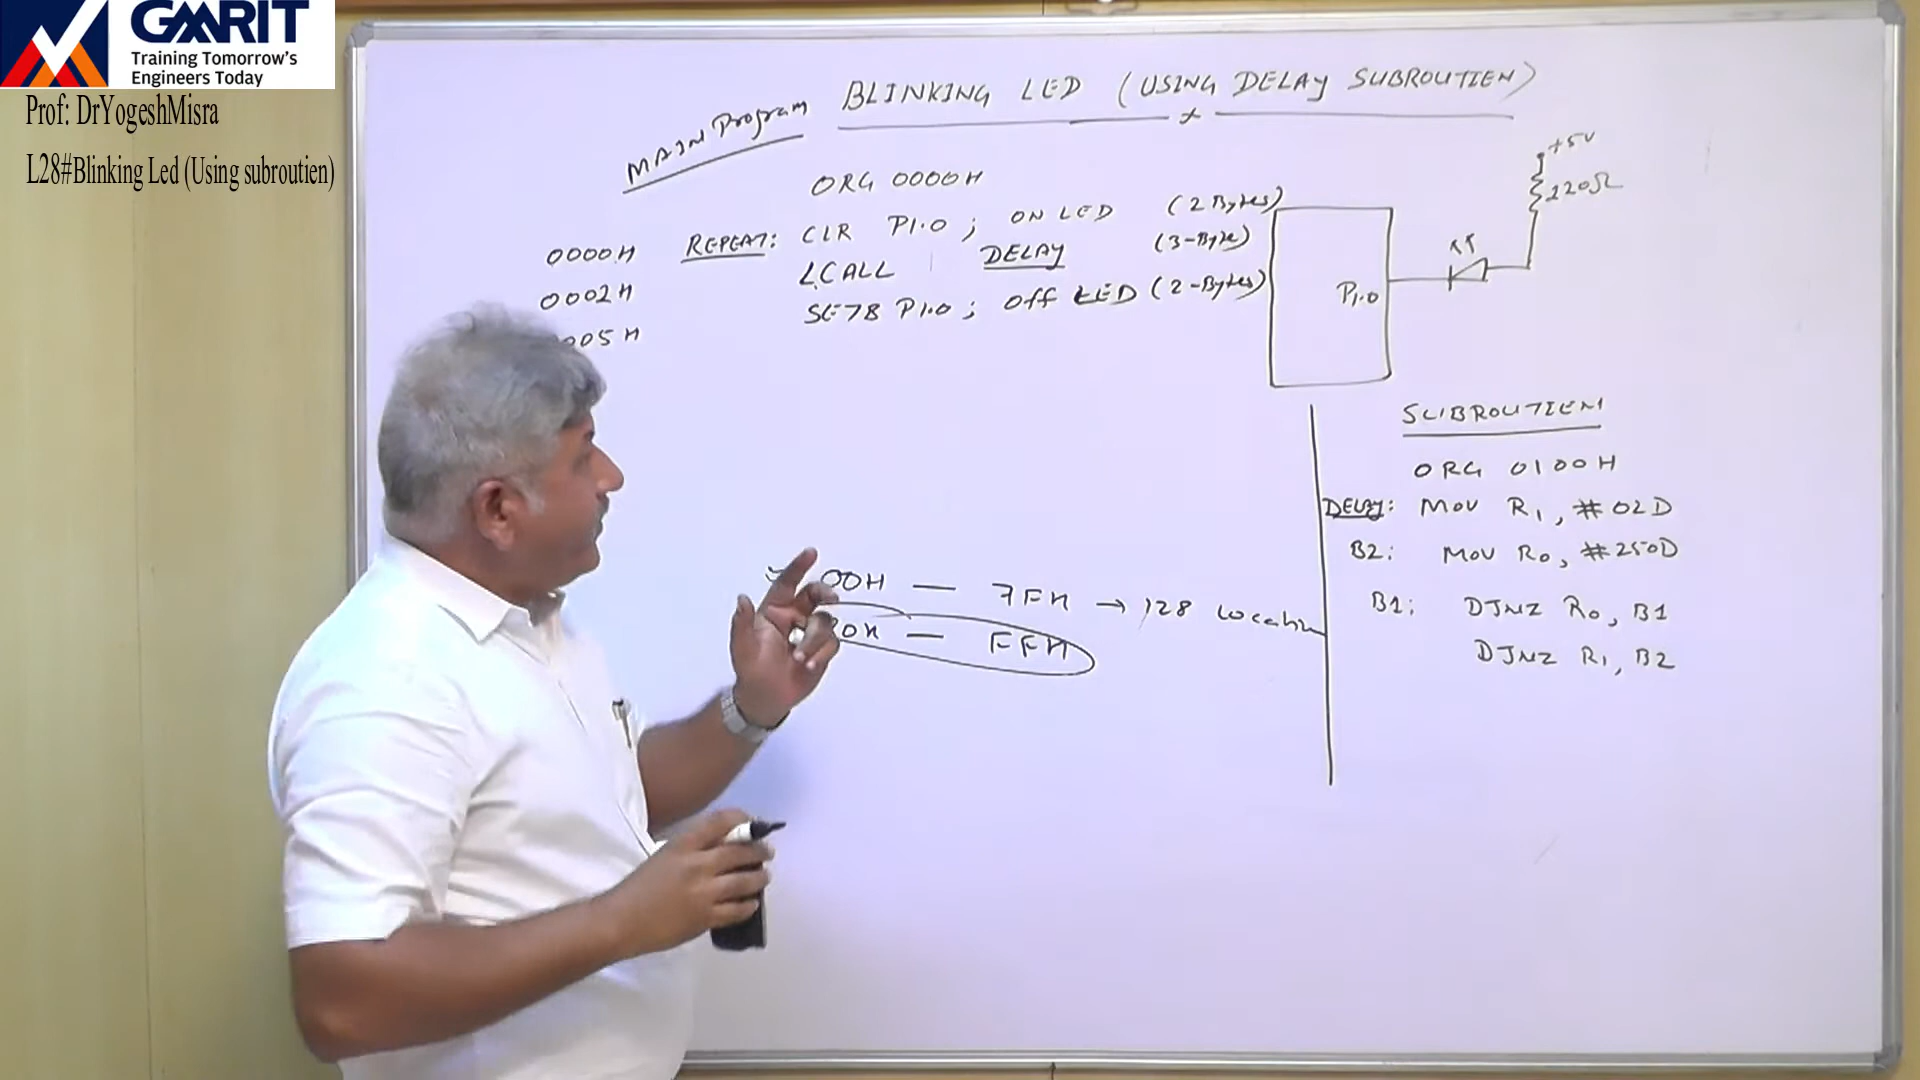 GMRIT
Training Tomorrow's
Engineers Today
Prof: DrYogeshMisra
L28#Blinking Led (Using subroutien)
BLINKING LED (USING DELAY SUBROUTIEN)
MAIN Program
ORG 0000H
0000H REPEAT: CLR P1.0 ; ON LED (2 Bytes)
0002H LCALL DELAY (3-Byte)
005H SETB P1.0 ; Off LED (2-Bytes)
+5V
220Ω
P1.0
SUBROUTIEN
ORG 0100H
DELAY: MOV R1, #02D
B2: MOV R0, #250D
B1: DJNZ R0, B1
DJNZ R1, B2
00H — 7FH → 128 Location
80H — FFH